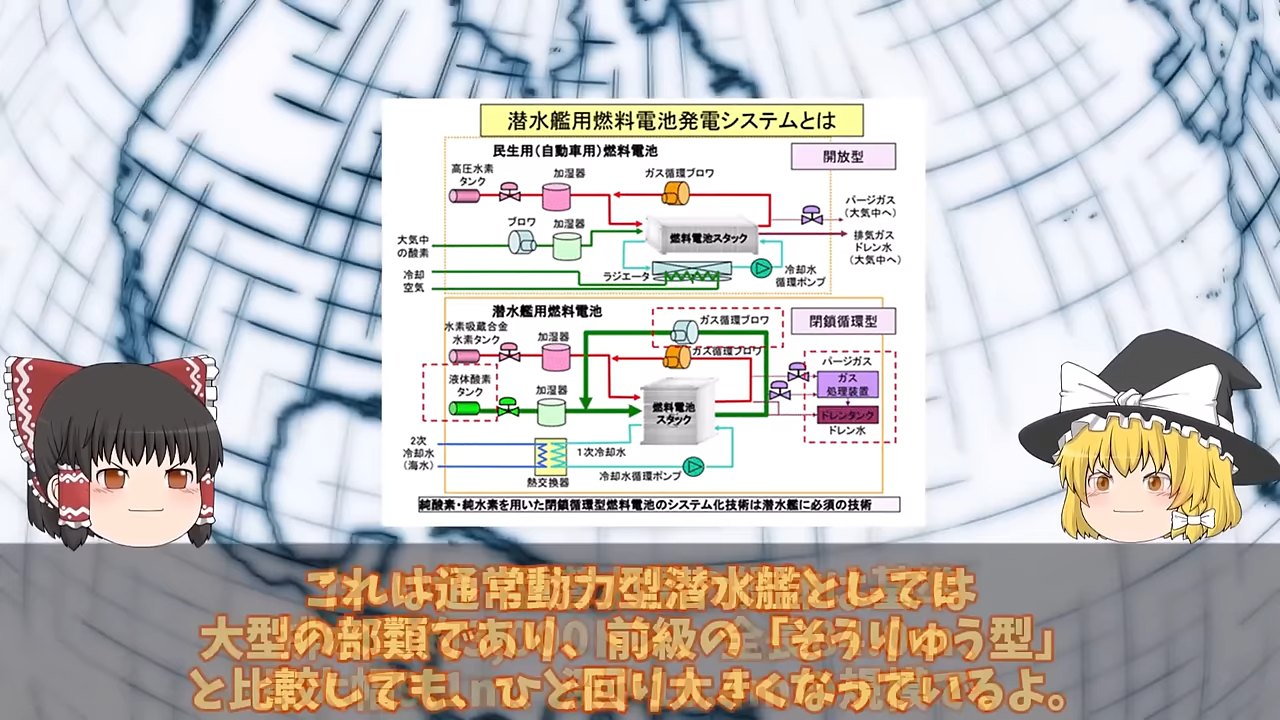 潜水艦用燃料電池発電システムとは
民生用(自動車用)燃料電池
開放型
高圧水素
タンク
加湿器
ガス循環ブロワ
パージガス
(大気中へ)
ブロワ
加湿器
燃料電池スタック
排気ガス
ドレン水
(大気中へ)
大気中
の酸素
冷却
空気
ラジエータ
冷却水
循環ポンプ
潜水艦用燃料電池
閉鎖循環型
水素吸蔵合金
水素タンク
加湿器
ガス循環ブロワ
ガス循環ブロワ
パージガス
ガス
処理装置
液体酸素
タンク
加湿器
燃料電池
スタック
ドレンタンク
ドレン水
2次
冷却水
(海水)
1次冷却水
冷却水循環ポンプ
熱交換器
純酸素・純水素を用いた閉鎖循環型燃料電池のシステム化技術は潜水艦に必須の技術
これは通常動力型潜水艦としては
大型の部類であり、前級の「そうりゅう型」
と比較しても、ひと回り大きくなっているよ。